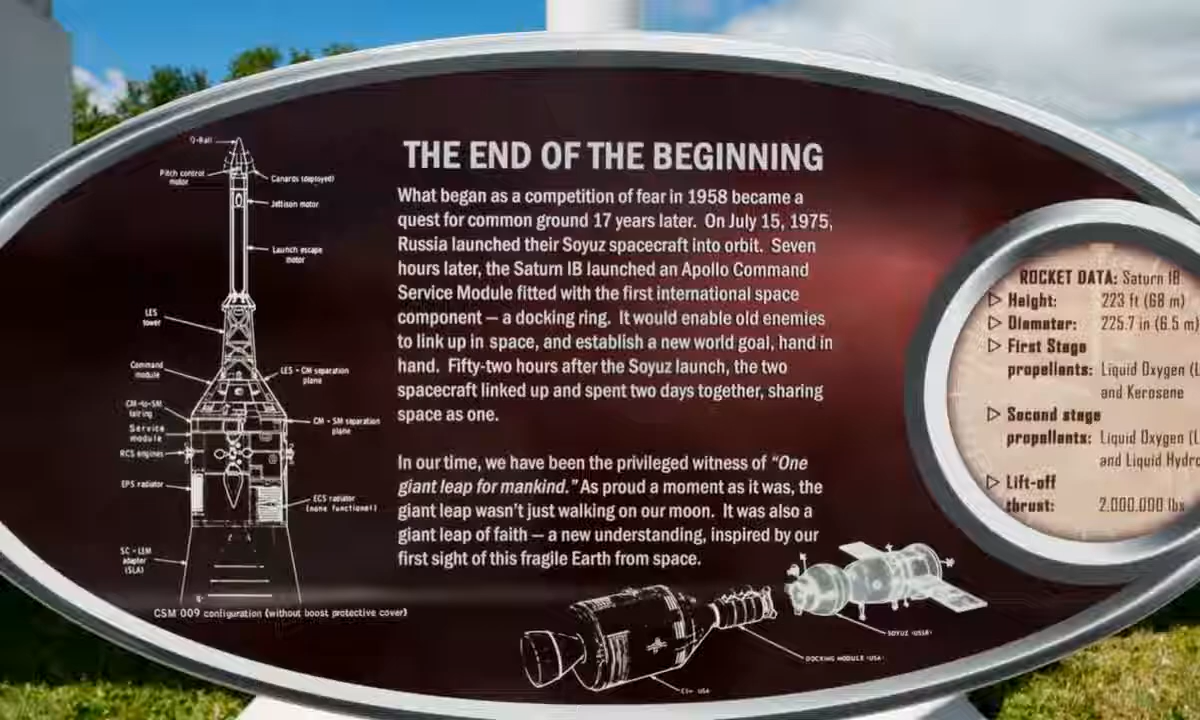 THE END OF THE BEGINNING
What began as a competition of fear in 1958 became a
quest for common ground 17 years later. On July 15, 1975,
Russia launched their Soyuz spacecraft into orbit. Seven
hours later, the Saturn IB launched an Apollo Command
Service Module fitted with the first international space
component — a docking ring. It would enable old enemies
to link up in space, and establish a new world goal, hand in
hand. Fifty-two hours after the Soyuz launch, the two
spacecraft linked up and spent two days together, sharing
space as one.
In our time, we have been the privileged witness of “One
giant leap for mankind.” As proud a moment as it was, the
giant leap wasn’t just walking on our moon. It was also a
giant leap of faith — a new understanding, inspired by our
first sight of this fragile Earth from space.
Q-Ball
Pitch control
motor
Canards (deployed)
Jettison motor
Launch escape
motor
LES
tower
Command
module
LES - CM separation
plane
CM-to-SM
fairing
CM - SM separation
plane
Service
module
RCS engines
EPS radiator
ECS radiator
(none functional)
SC - LEM
adapter
(SLA)
CSM 009 configuration (without boost protective cover)
SOYUZ (USSR)
DOCKING MODULE (USA)
USA
ROCKET DATA: Saturn IB
Height: 223 ft (68 m)
Diameter: 225.7 in (6.5 m)
First Stage
propellants: Liquid Oxygen (L
and Kerosene
Second stage
propellants: Liquid Oxygen (L
and Liquid Hydro
Lift-off
thrust: 2,000,000 lbs